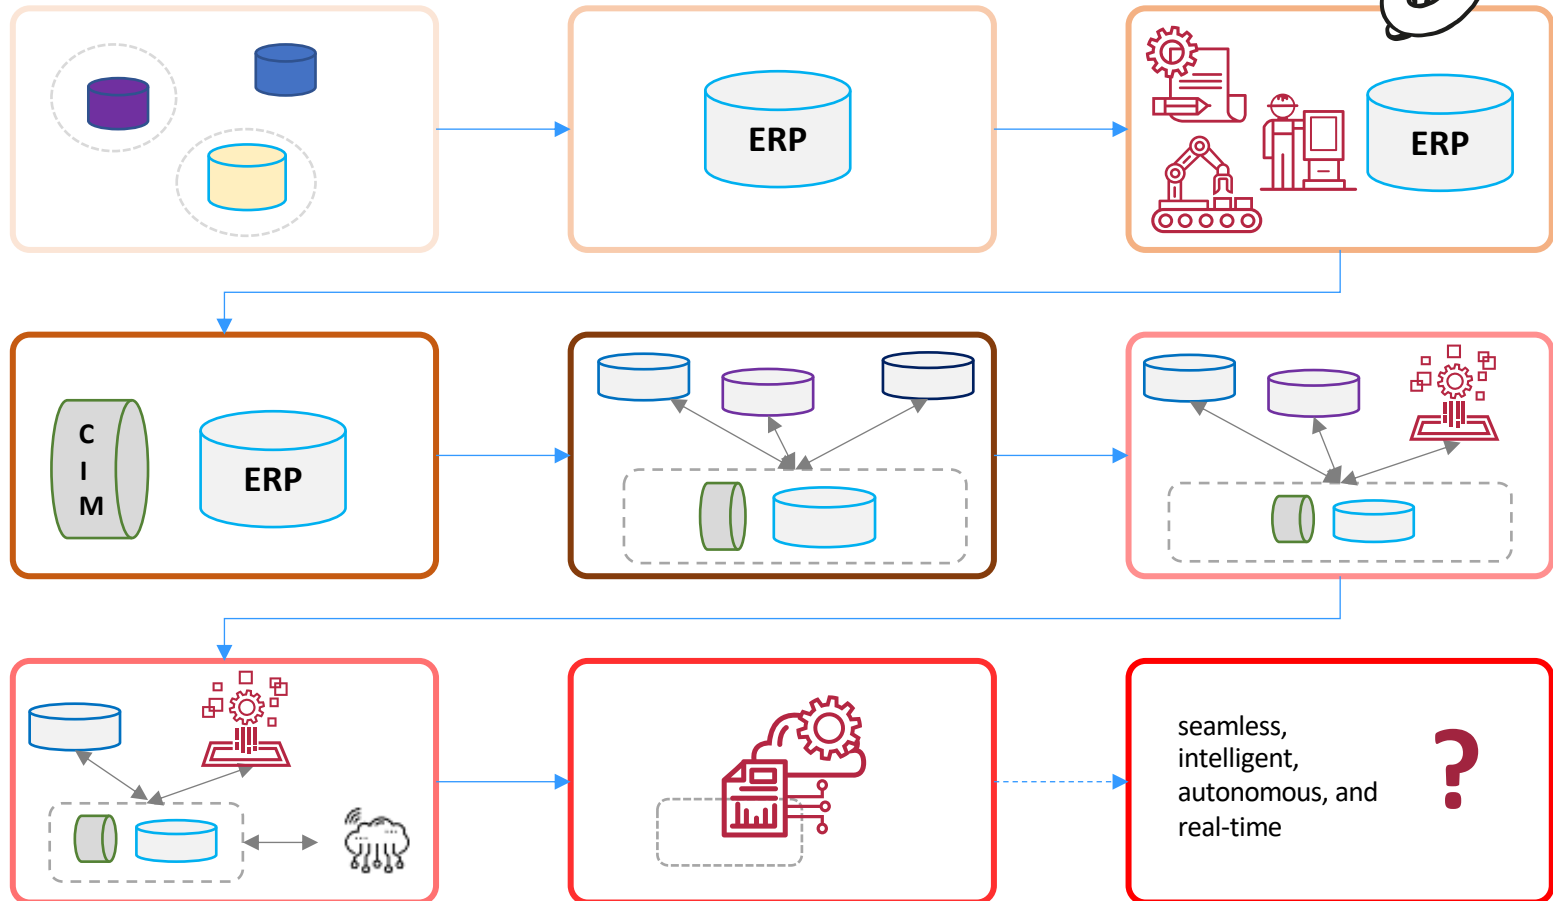 ERP
ERP
C
I
M
ERP
seamless,
intelligent,
autonomous, and
real-time
?